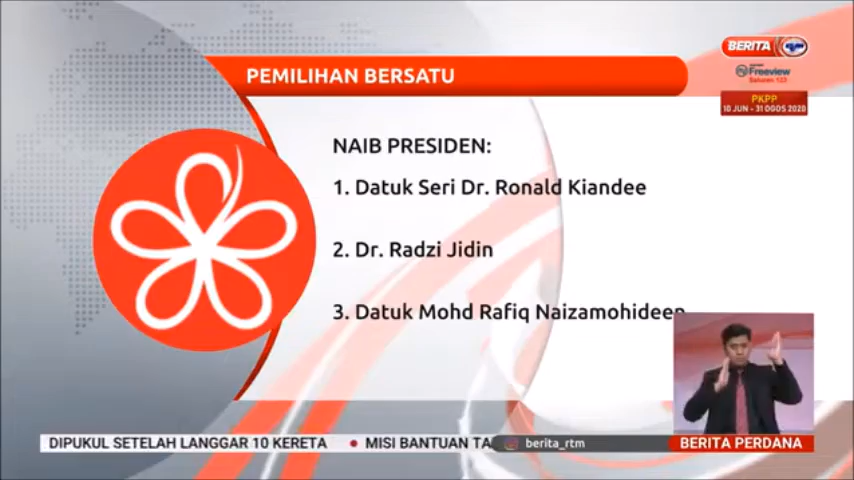 BERITA
Freeview
Saluran 123
PKPP
10 JUN - 31 OGOS 2020
PEMILIHAN BERSATU
NAIB PRESIDEN:
1. Datuk Seri Dr. Ronald Kiandee
2. Dr. Radzi Jidin
3. Datuk Mohd Rafiq Naizamohideen
DIPUKUL SETELAH LANGGAR 10 KERETA • MISI BANTUAN TA
berita_rtm
BERITA PERDANA